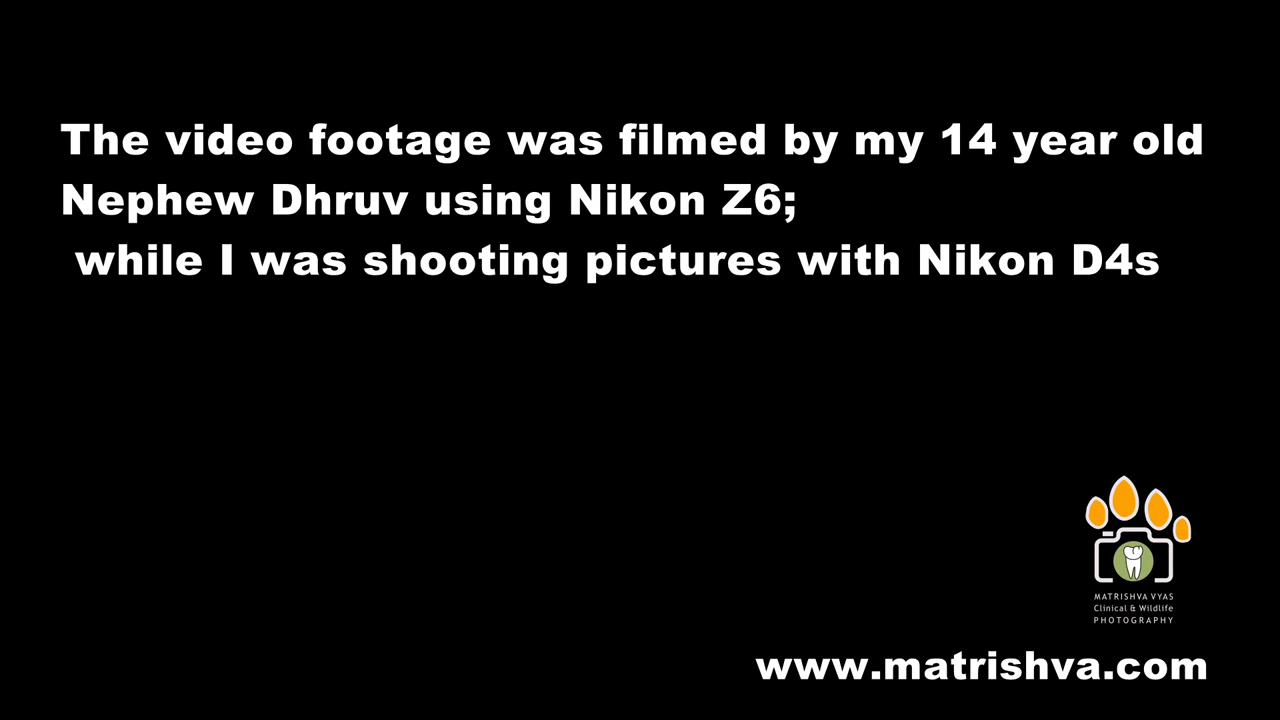 The video footage was filmed by my 14 year old
Nephew Dhruv using Nikon Z6;
while I was shooting pictures with Nikon D4s
MATRISHVA VYAS
Clinical & Wildlife
PHOTOGRAPHY
www.matrishva.com